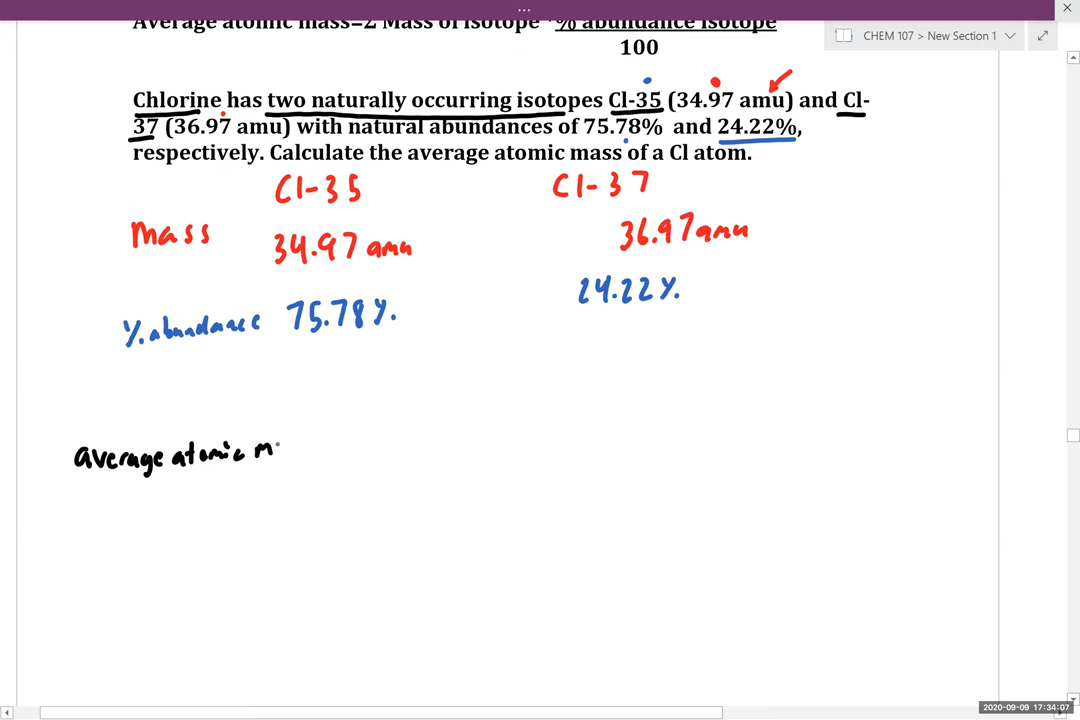 ...
Average atomic mass=Σ Mass of isotope *% abundance isotope
100
CHEM 107 > New Section 1
Chlorine has two naturally occurring isotopes Cl-35 (34.97 amu) and Cl-
37 (36.97 amu) with natural abundances of 75.78% and 24.22%,
respectively. Calculate the average atomic mass of a Cl atom.
Cl-35 Cl-37
Mass 34.97 amu 36.97 amu
% abundance 75.78 % 24.22 %
average atomic m
2020-09-09 17:34:07